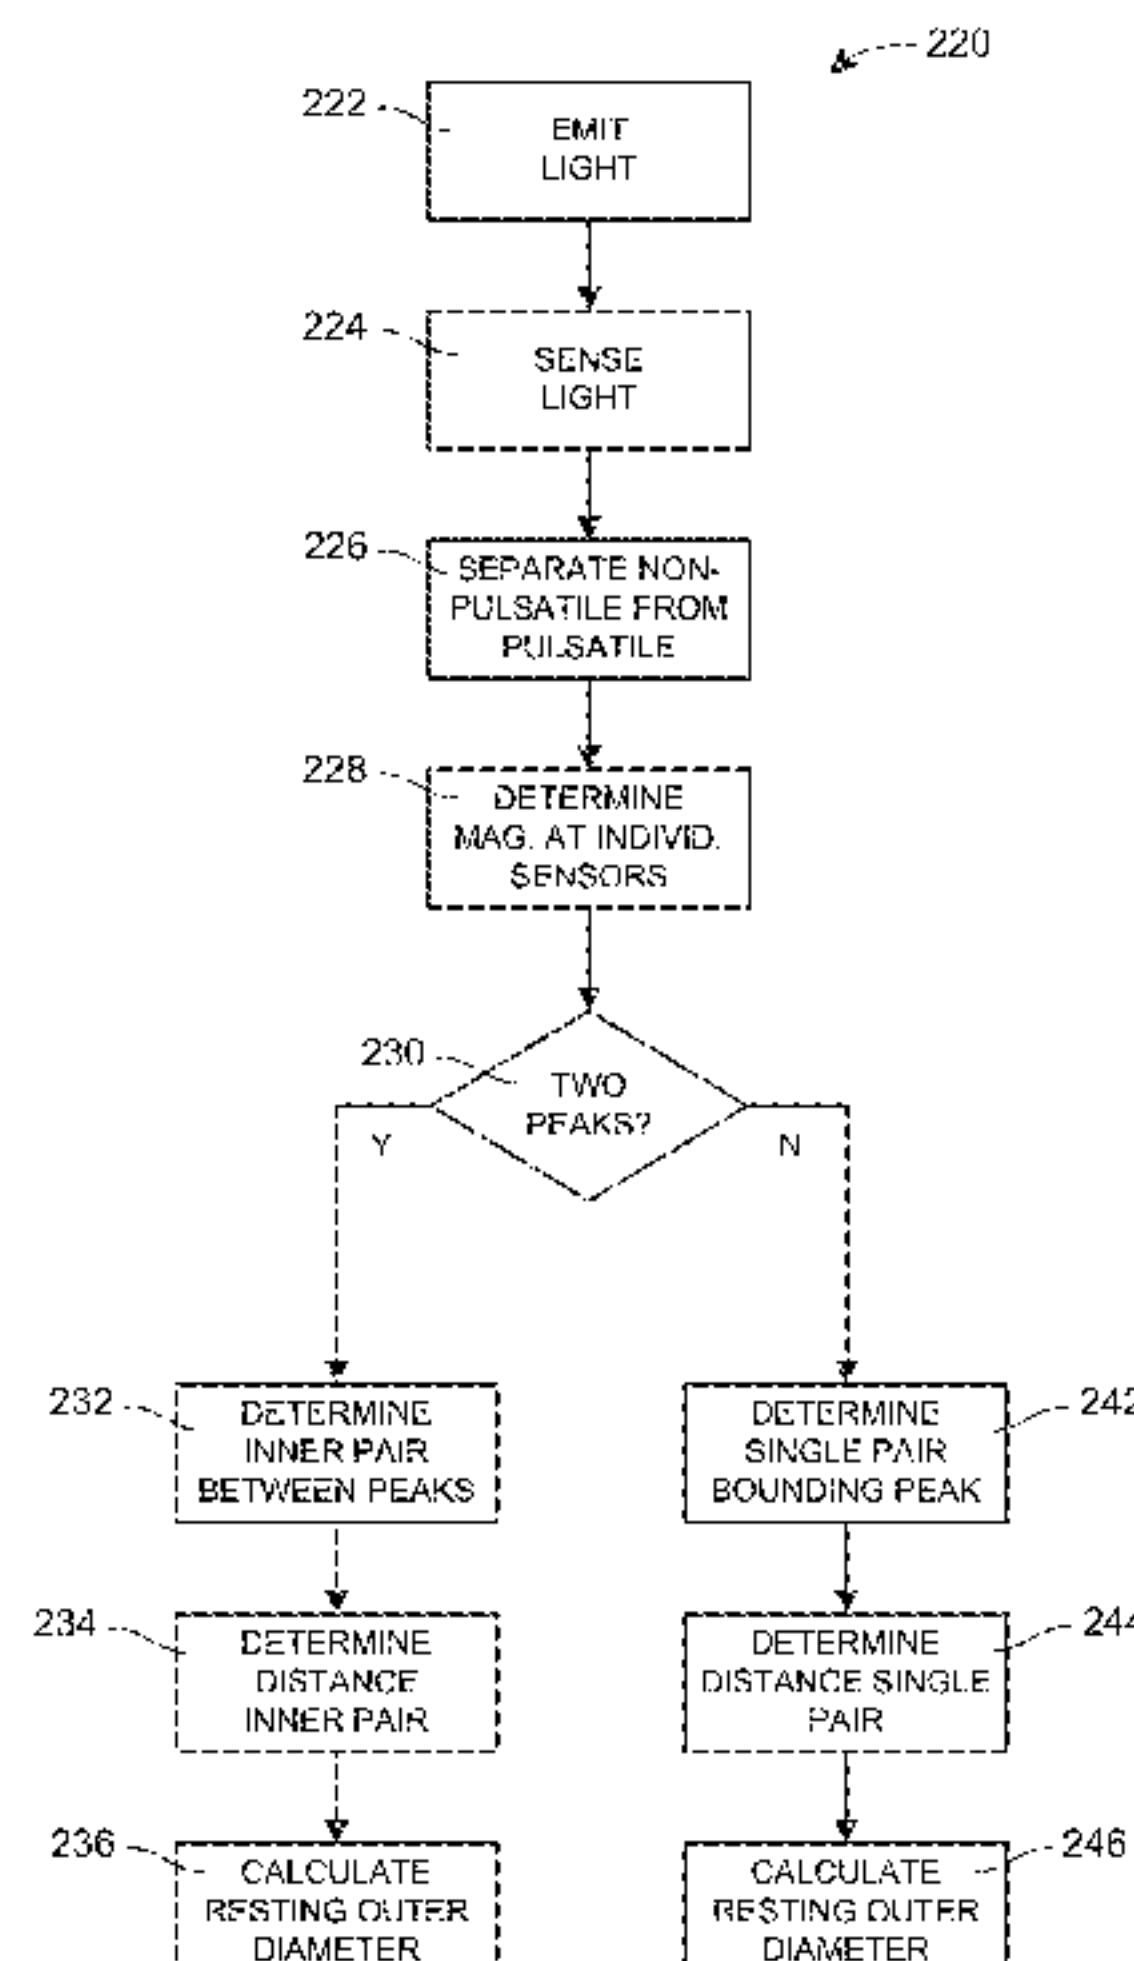 220
222
EMIT
LIGHT
224
SENSE
LIGHT
226
SEPARATE NON-
PULSATILE FROM
PULSATILE
228
DETERMINE
MAG. AT INDIVID.
SENSORS
230
TWO
PEAKS?
Y
N
232
DETERMINE
INNER PAIR
BETWEEN PEAKS
242
DETERMINE
SINGLE PAIR
BOUNDING PEAK
234
DETERMINE
DISTANCE
INNER PAIR
244
DETERMINE
DISTANCE SINGLE
PAIR
236
CALCULATE
RESTING OUTER
DIAMETER
246
CALCULATE
RESTING OUTER
DIAMETER